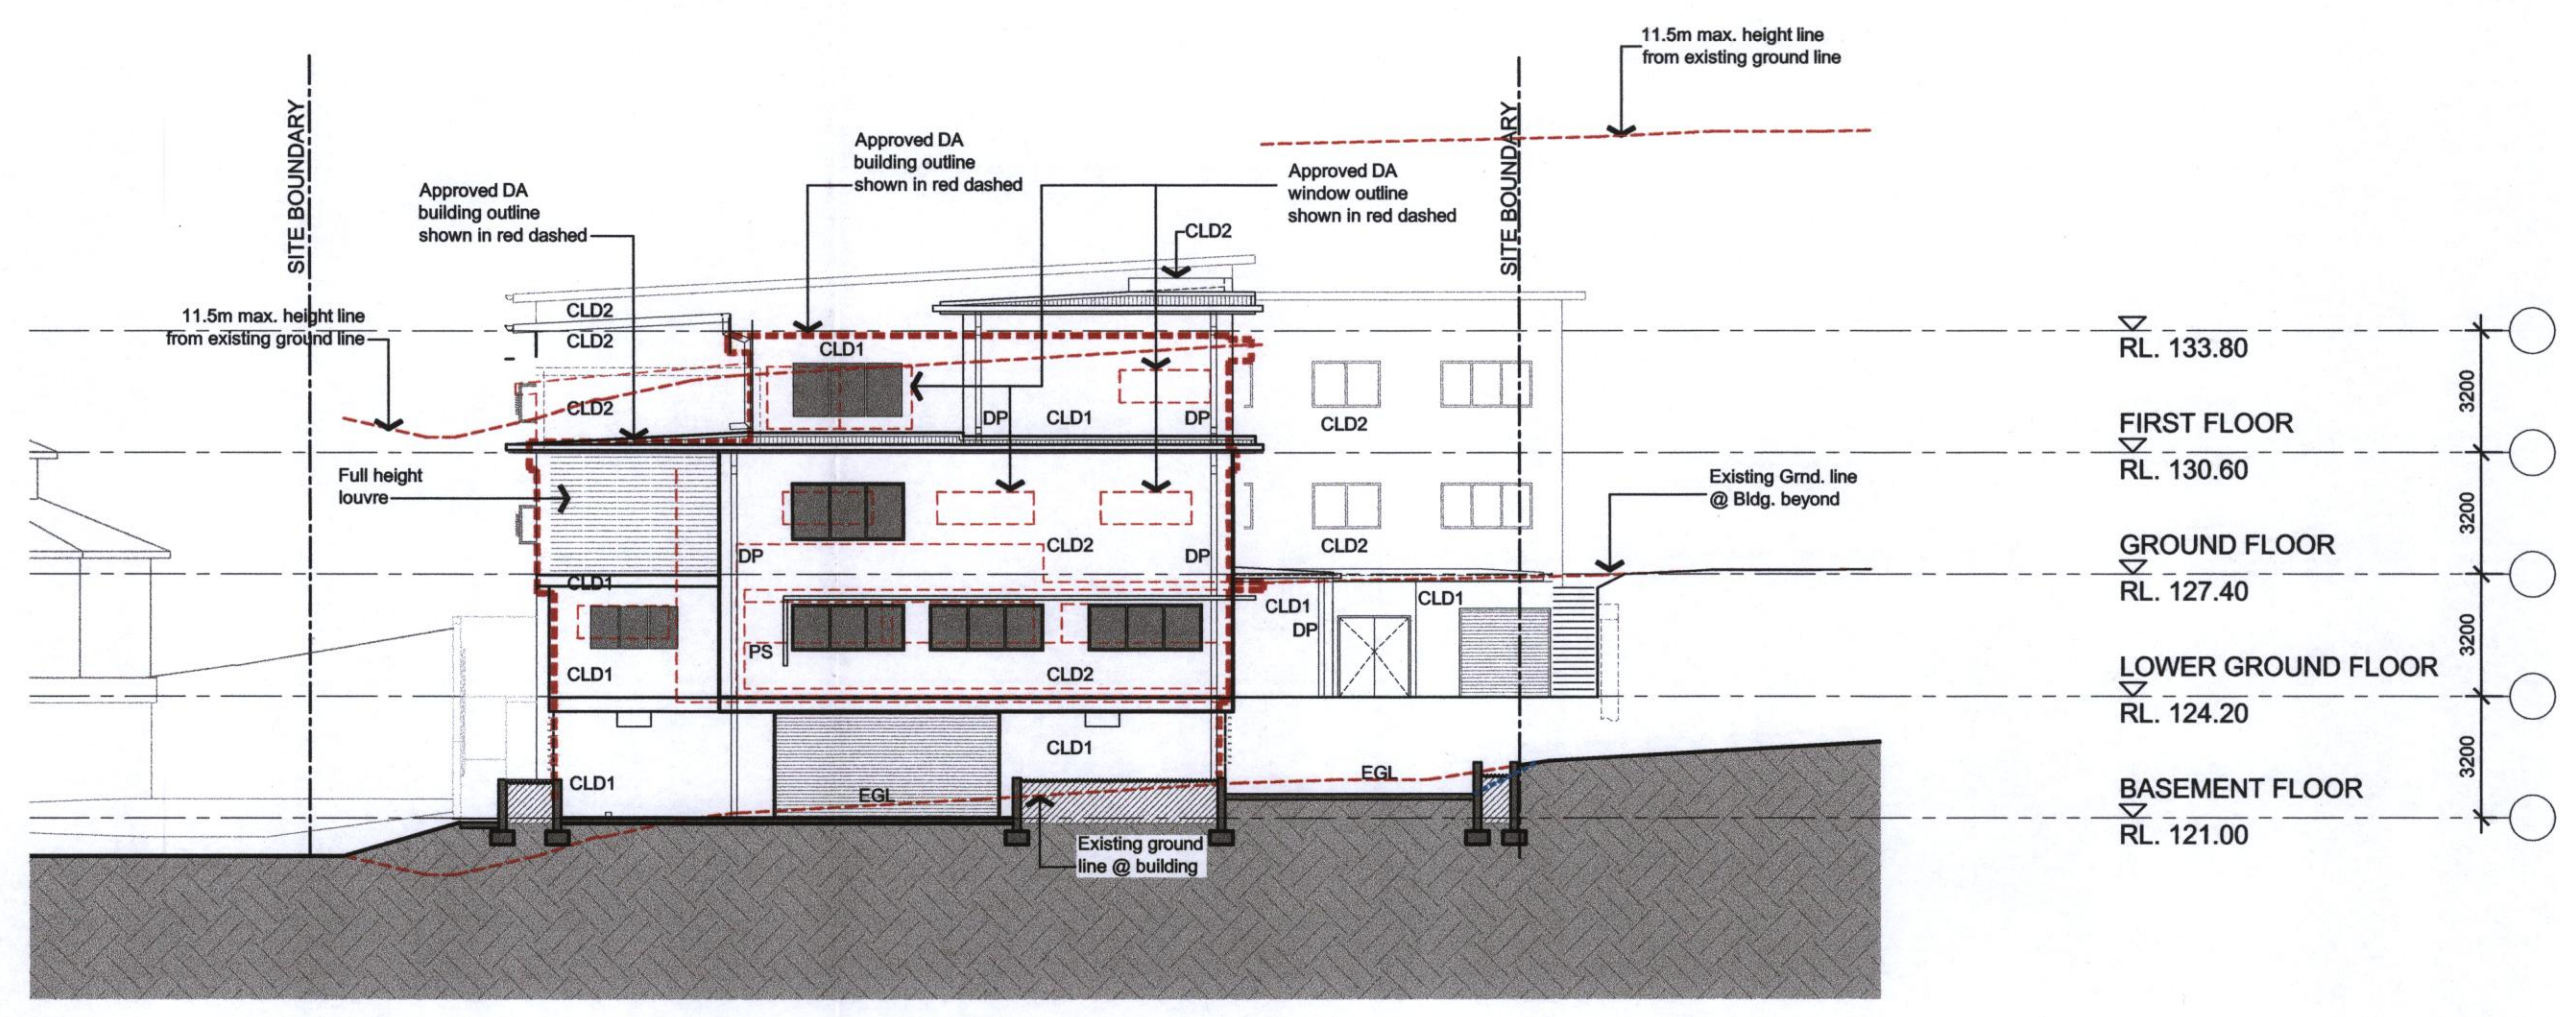 11.5m max. height line
from existing ground line
SITE BOUNDARY
SITE BOUNDARY
Approved DA
building outline
shown in red dashed
Approved DA
window outline
shown in red dashed
Approved DA
building outline
shown in red dashed
CLD2
11.5m max. height line
from existing ground line
CLD2
CLD2
CLD1
CLD2
DP
CLD1
DP
CLD2
RL. 133.80
3200
FIRST FLOOR
RL. 130.60
Full height
louvre
Existing Grnd. line
@ Bldg. beyond
3200
DP
CLD2
DP
CLD2
GROUND FLOOR
RL. 127.40
CLD1
CLD1
DP
CLD1
3200
PS
CLD1
CLD2
LOWER GROUND FLOOR
RL. 124.20
CLD1
3200
CLD1
EGL
EGL
BASEMENT FLOOR
RL. 121.00
Existing ground
line @ building